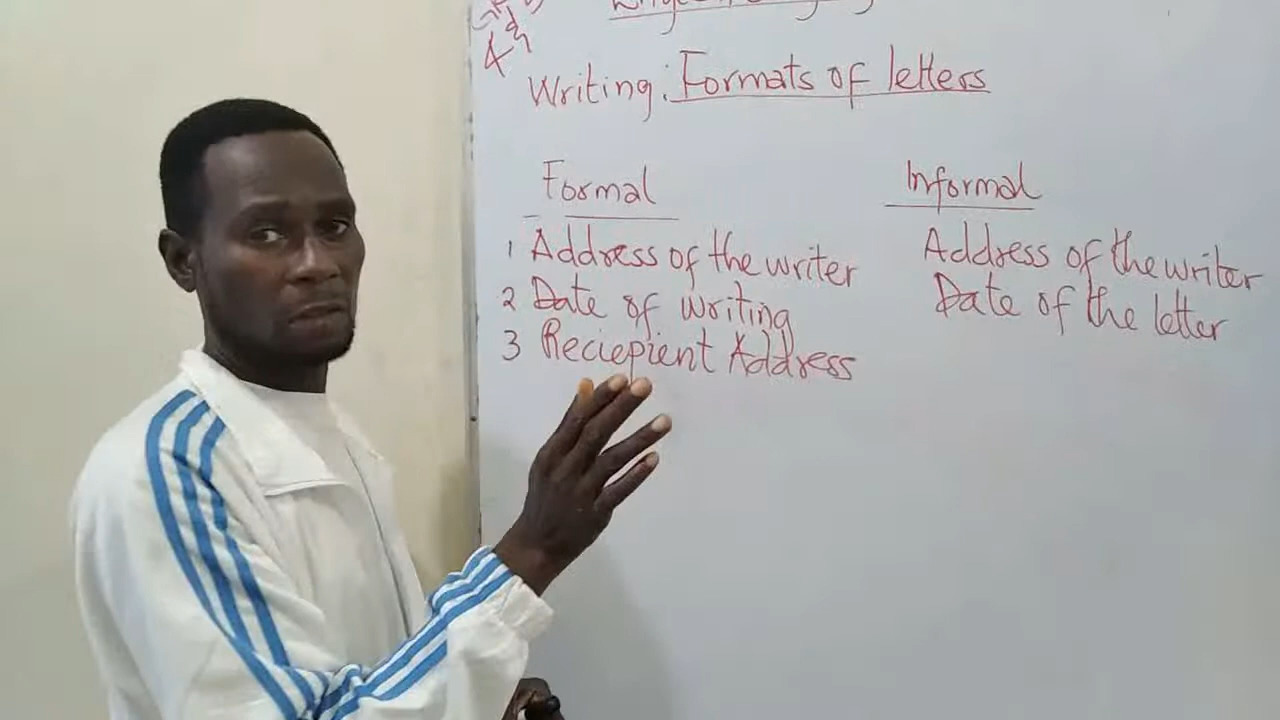 Writing: Formats of letters
Formal
1 Address of the writer
2 Date of writing
3 Reciepient Address
Informal
Address of the writer
Date of the letter